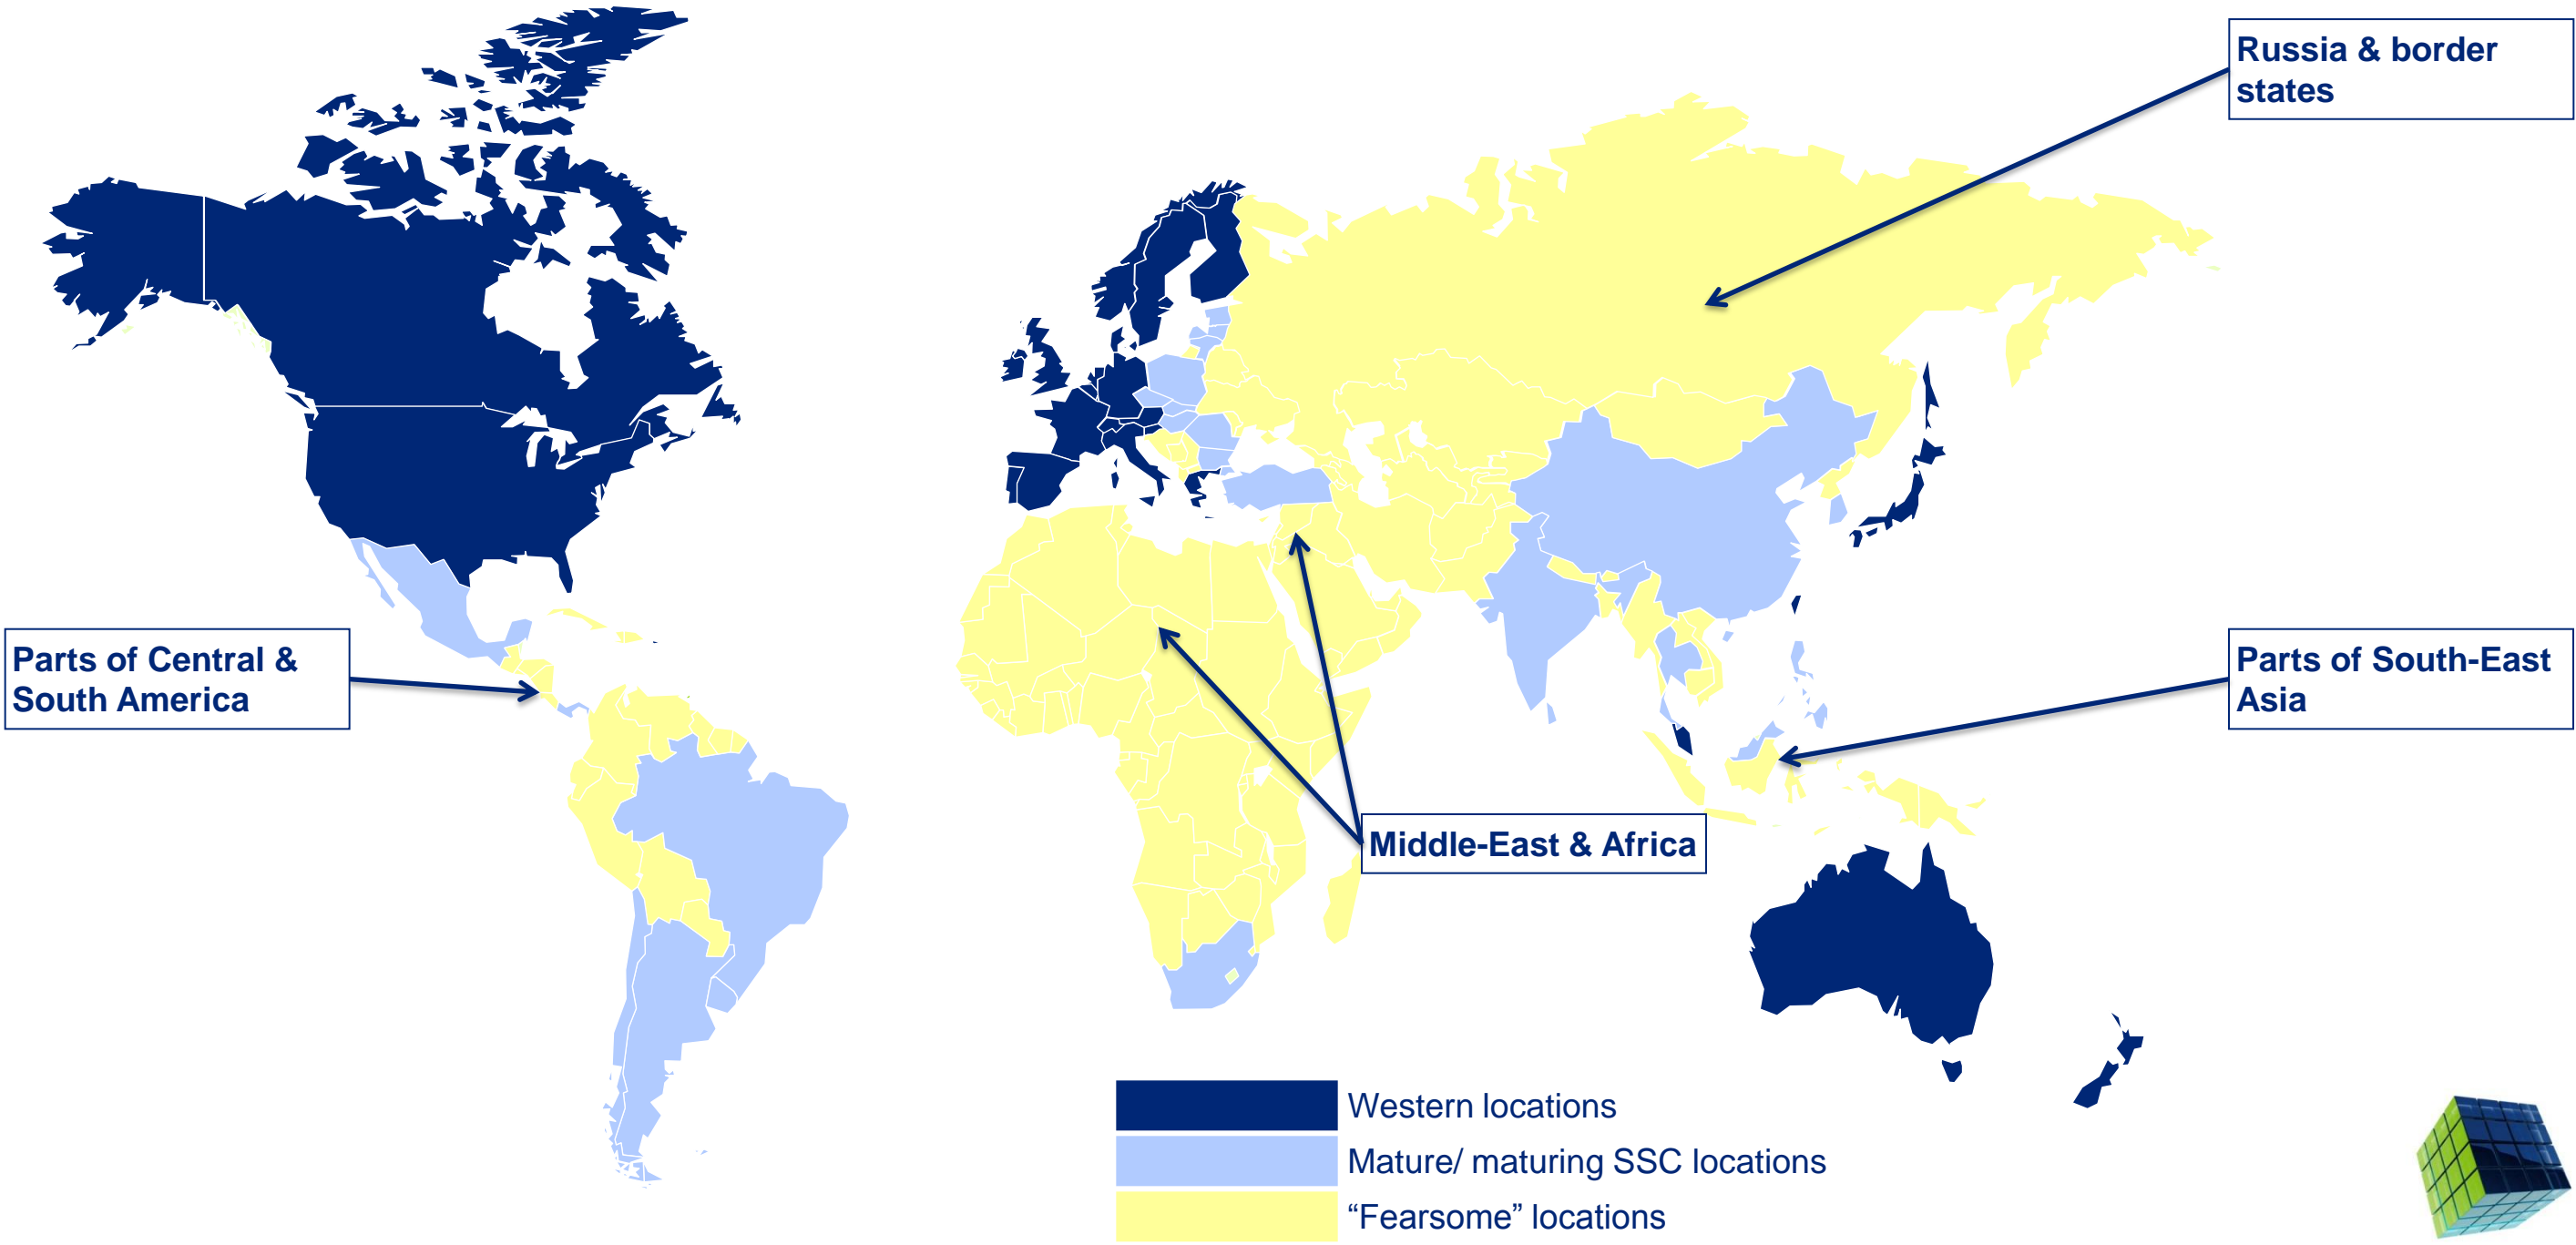 Russia & border
states
Parts of Central &
South America
Parts of South-East
Asia
Middle-East & Africa
Western locations
Mature/ maturing SSC locations
“Fearsome” locations